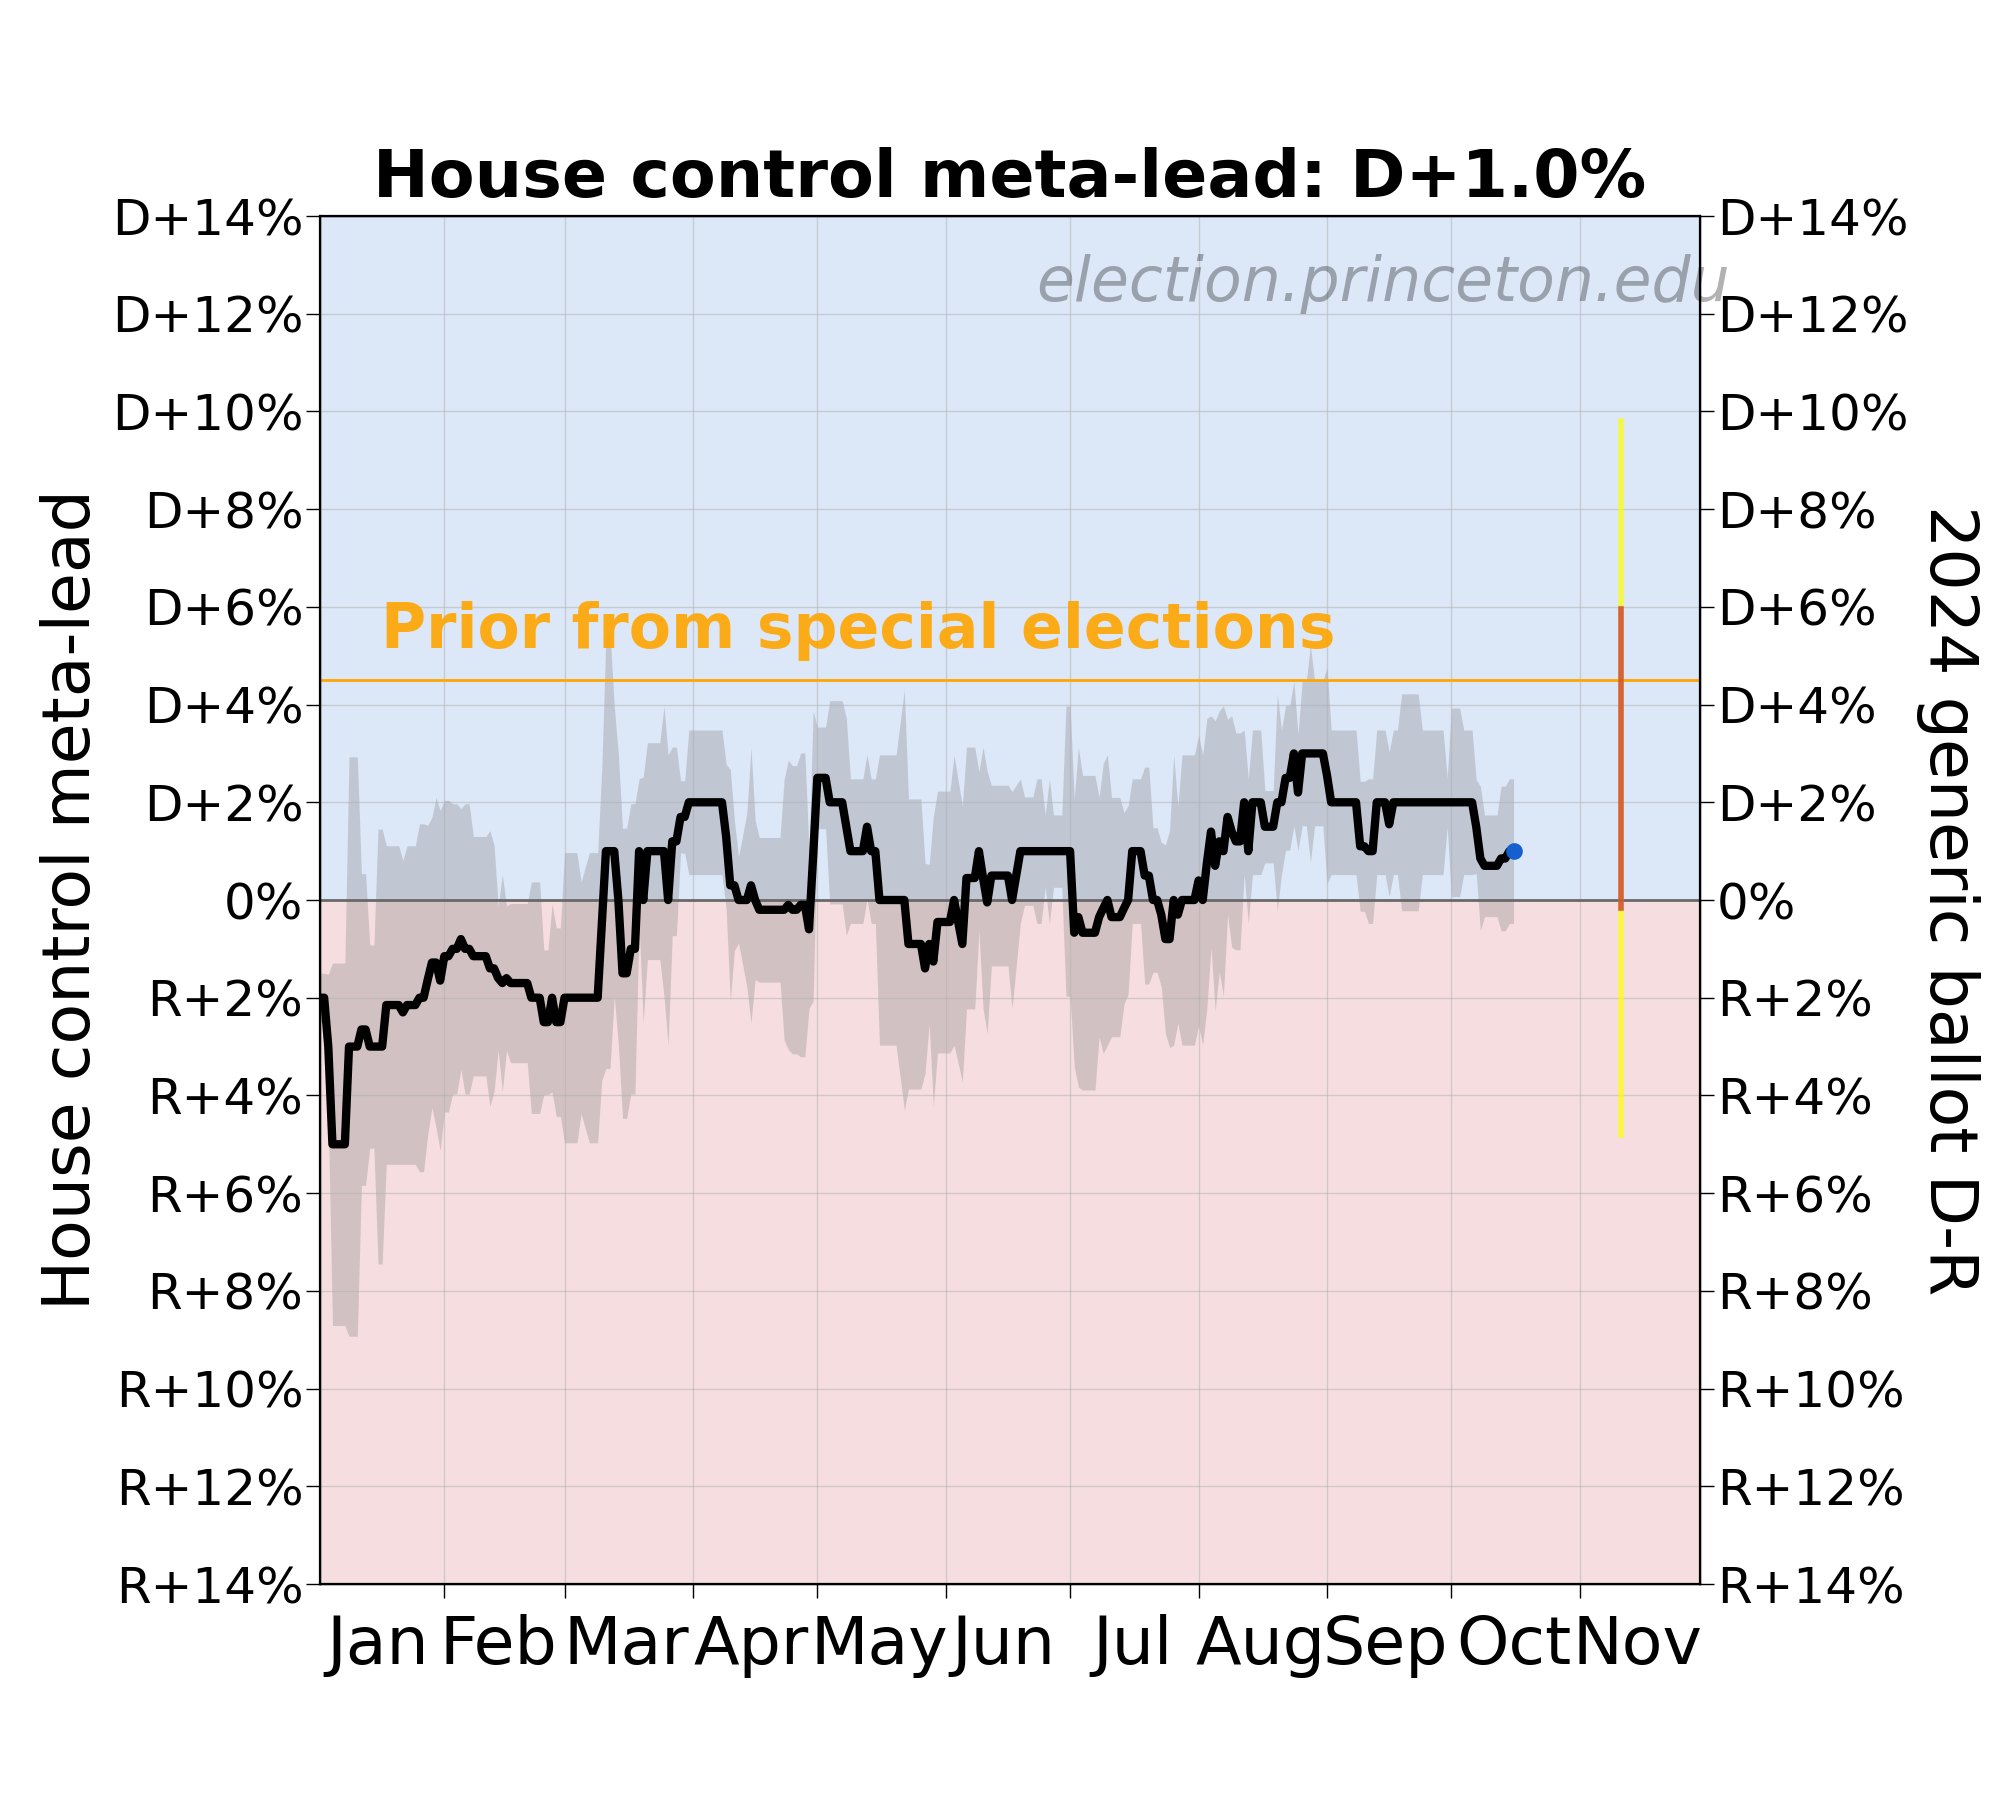 House control meta-lead: D+1.0%
election.princeton.edu
D+14%
D+12%
D+10%
D+8%
D+6%
D+4%
D+2%
0%
R+2%
R+4%
R+6%
R+8%
R+10%
R+12%
R+14%
House control meta-lead
Prior from special elections
D+14%
D+12%
D+10%
D+8%
D+6%
D+4%
D+2%
0%
R+2%
R+4%
R+6%
R+8%
R+10%
R+12%
R+14%
2024 generic ballot D-R
Jan Feb Mar Apr May Jun Jul Aug Sep Oct Nov